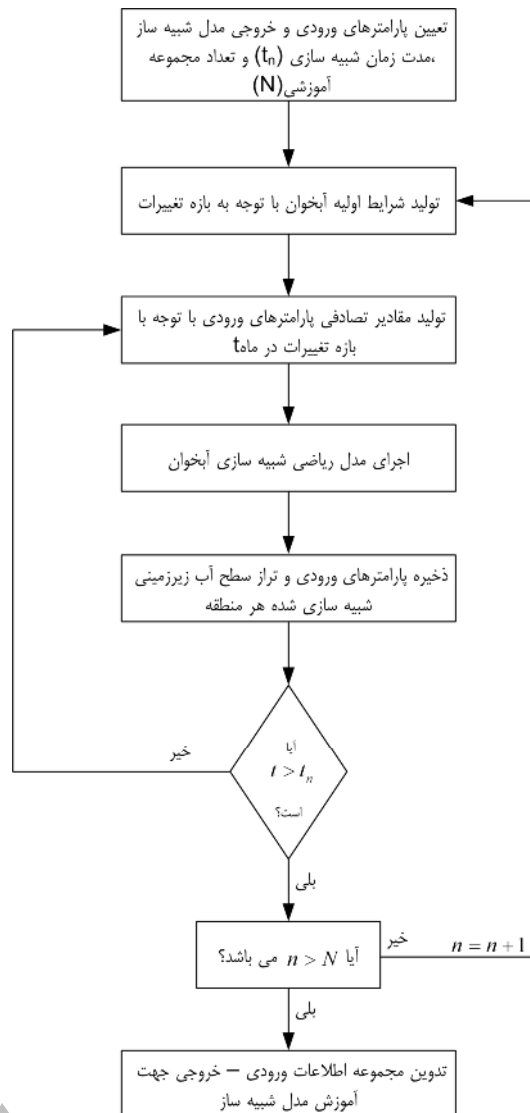 تعیین پارامترهای ورودی و خروجی مدل شبیه ساز
،مدت زمان شبیه سازی (tn) و تعداد مجموعه
آموزشی(N)
تولید شرایط اولیه آبخوان با توجه به بازه تغییرات
تولید مقادیر تصادفی پارامترهای ورودی با توجه با
بازه تغییرات در ماه t
اجرای مدل ریاضی شبیه سازی آبخوان
ذخیره پارامترهای ورودی و تراز سطح آب زیرزمینی
شبیه سازی شده هر منطقه
آیا
t > tn
است؟
خیر
بلی
آیا n > N می باشد؟
خیر
n = n + 1
بلی
تدوین مجموعه اطلاعات ورودی – خروجی جهت
آموزش مدل شبیه ساز